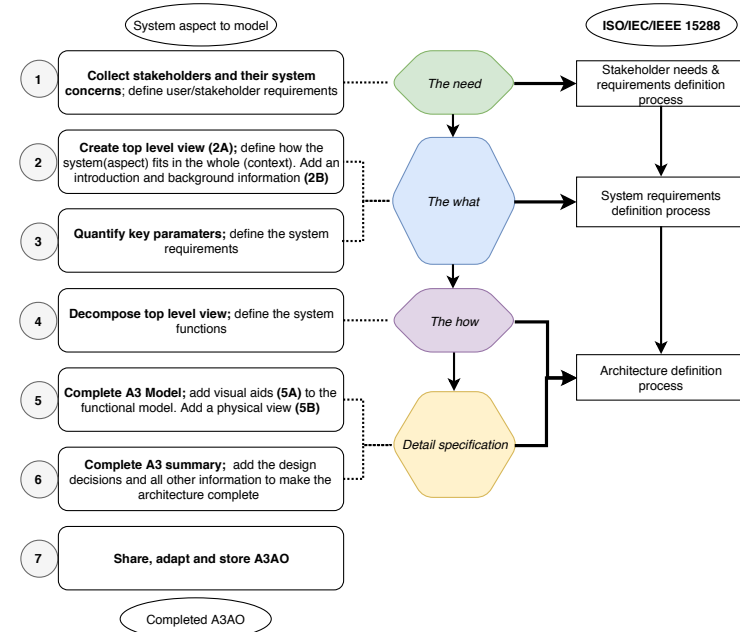 System aspect to model
ISO/IEC/IEEE 15288
1
Collect stakeholders and their system
concerns; define user/stakeholder requirements
The need
Stakeholder needs &
requirements definition
process
2
Create top level view (2A); define how the
system(aspect) fits in the whole (context). Add an
introduction and background information (2B)
The what
System requirements
definition process
3
Quantify key paramaters; define the system
requirements
4
Decompose top level view; define the system
functions
The how
Architecture definition
process
5
Complete A3 Model; add visual aids (5A) to the
functional model. Add a physical view (5B)
Detail specification
6
Complete A3 summary; add the design
decisions and all other information to make the
architecture complete
7
Share, adapt and store A3AO
Completed A3AO